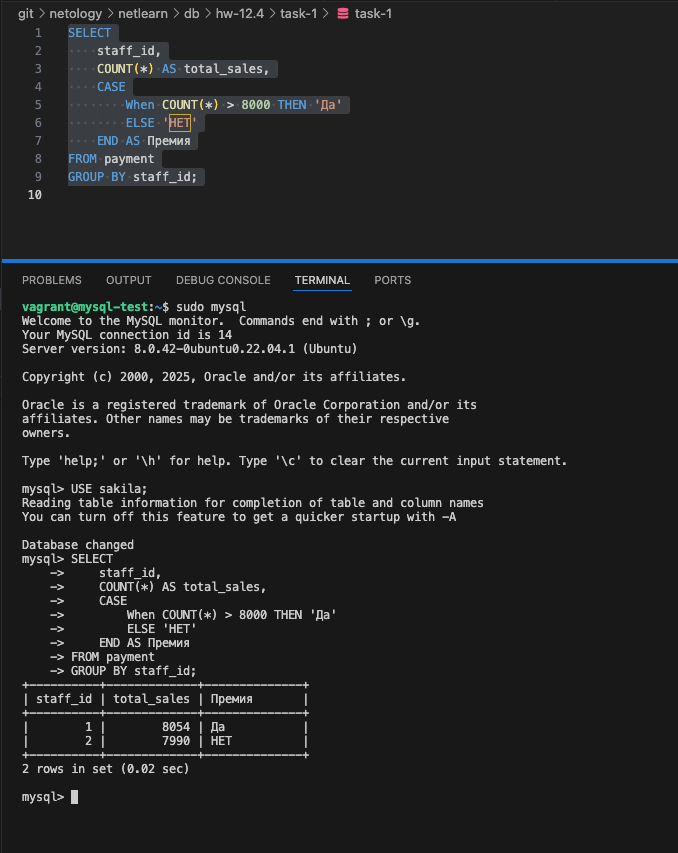 git > netology > netlearn > db > hw-12.4 > task-1 > task-1
1 SELECT
2 staff_id,
3 COUNT(*) AS total_sales,
4 CASE
5 When COUNT(*) > 8000 THEN 'Да'
6 ELSE 'НЕТ'
7 END AS Премия
8 FROM payment
9 GROUP BY staff_id;
10
PROBLEMS OUTPUT DEBUG CONSOLE TERMINAL PORTS
vagrant@mysql-test:~$ sudo mysql
Welcome to the MySQL monitor.  Commands end with ; or \g.
Your MySQL connection id is 14
Server version: 8.0.42-0ubuntu0.22.04.1 (Ubuntu)
Copyright (c) 2000, 2025, Oracle and/or its affiliates.
Oracle is a registered trademark of Oracle Corporation and/or its
affiliates. Other names may be trademarks of their respective
owners.
Type 'help;' or '\h' for help. Type '\c' to clear the current input statement.
mysql> USE sakila;
Reading table information for completion of table and column names
You can turn off this feature to get a quicker startup with -A
Database changed
mysql> SELECT
    ->     staff_id,
    ->     COUNT(*) AS total_sales,
    ->     CASE
    ->         When COUNT(*) > 8000 THEN 'Да'
    ->         ELSE 'НЕТ'
    ->     END AS Премия
    -> FROM payment
    -> GROUP BY staff_id;
+----------+-------------+--------------+
| staff_id | total_sales | Премия       |
+----------+-------------+--------------+
|        1 |        8054 | Да           |
|        2 |        7990 | НЕТ          |
+----------+-------------+--------------+
2 rows in set (0.02 sec)
mysql>